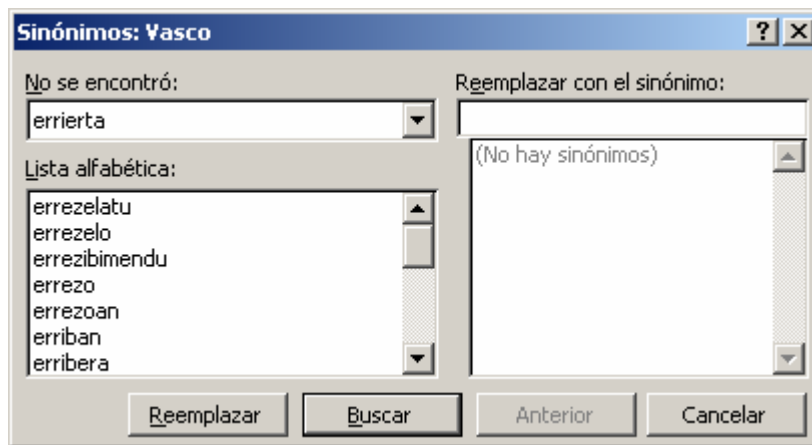 Sinónimos: Vasco
No se encontró:
errierta
Lista alfabética:
errezelatu
errezelo
errezibimendu
errezo
errezoan
erriban
erribera
Reemplazar con el sinónimo:
(No hay sinónimos)
Reemplazar
Buscar
Anterior
Cancelar